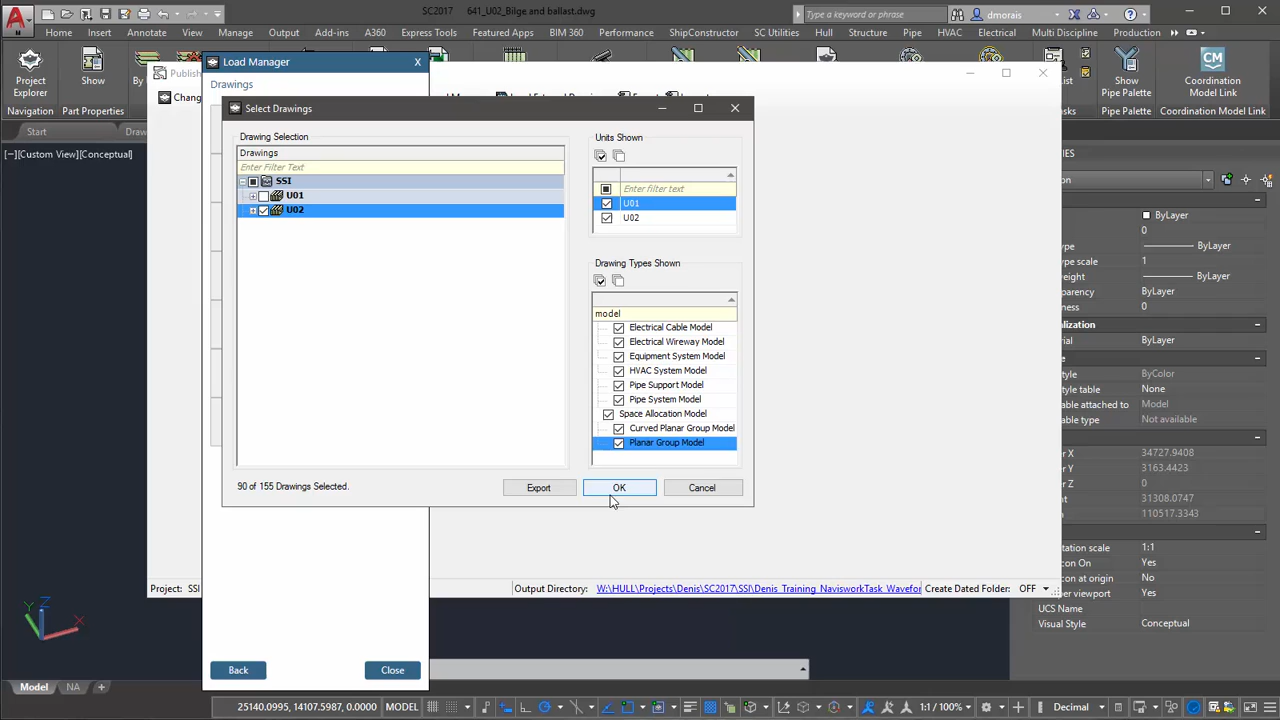 SC2017 641_U02_Bilge and ballast.dwg
Type a keyword or phrase
dmorais
Home Insert Annotate View Manage Output Add-ins A360 Express Tools Featured Apps BIM 360 Performance ShipConstructor SC Utilities Hull Structure Pipe HVAC Electrical Production
Project Explorer
Show
Show Pipe Palette
CM
Coordination Model Link
Navigation Part Properties
Pipe Palette Coordination Model Link
Start
[−][Custom View][Conceptual]
Load Manager X
Drawings
Select Drawings
Drawing Selection
Drawings
Enter Filter Text
SSI
U01
U02
90 of 155 Drawings Selected.
Units Shown
Enter filter text
U01
U02
Drawing Types Shown
model
Electrical Cable Model
Electrical Wireway Model
Equipment System Model
HVAC System Model
Pipe Support Model
Pipe System Model
Space Allocation Model
Curved Planar Group Model
Planar Group Model
Export OK Cancel
Project: SSI
Output Directory: W:\HULL\Projects\Denis\SC2017\SSI\Denis_Training_NavisworkTask_Wavefor
Create Dated Folder: OFF
Back Close
ByLayer
0
ByLayer
1
ByLayer
ByLayer
0
ByLayer
ByColor
None
Model
Not available
34727.9408
3163.4423
0
31308.0747
110517.3343
1:1
Yes
No
Yes
UCS Name
Visual Style Conceptual
Y Z X
Model NA +
25140.0995, 14107.5987, 0.0000 MODEL
1:1 / 100%
Decimal